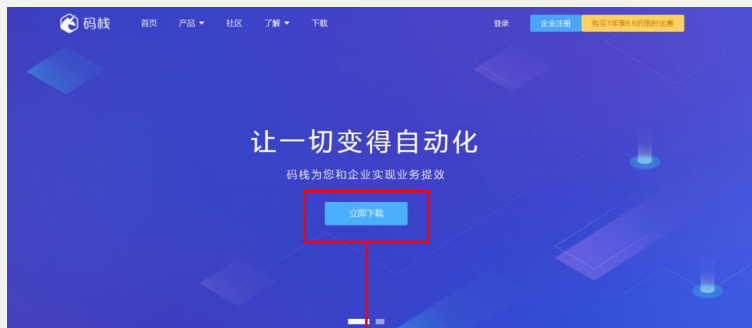 码栈 首页 产品 社区 了解 下载 登录 企业注册 购买1年享6.6折限时优惠
让一切变得自动化
码栈为您和企业实现业务提效
立即下载